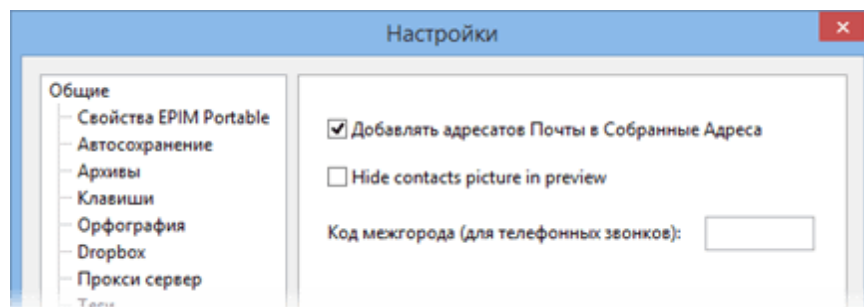 Настройки
Общие
Свойства EPIM Portable
Автосохранение
Архивы
Клавиши
Орфография
Dropbox
Прокси сервер
Теги
Добавлять адресатов Почты в Собранные Адреса
Hide contacts picture in preview
Код межгорода (для телефонных звонков):